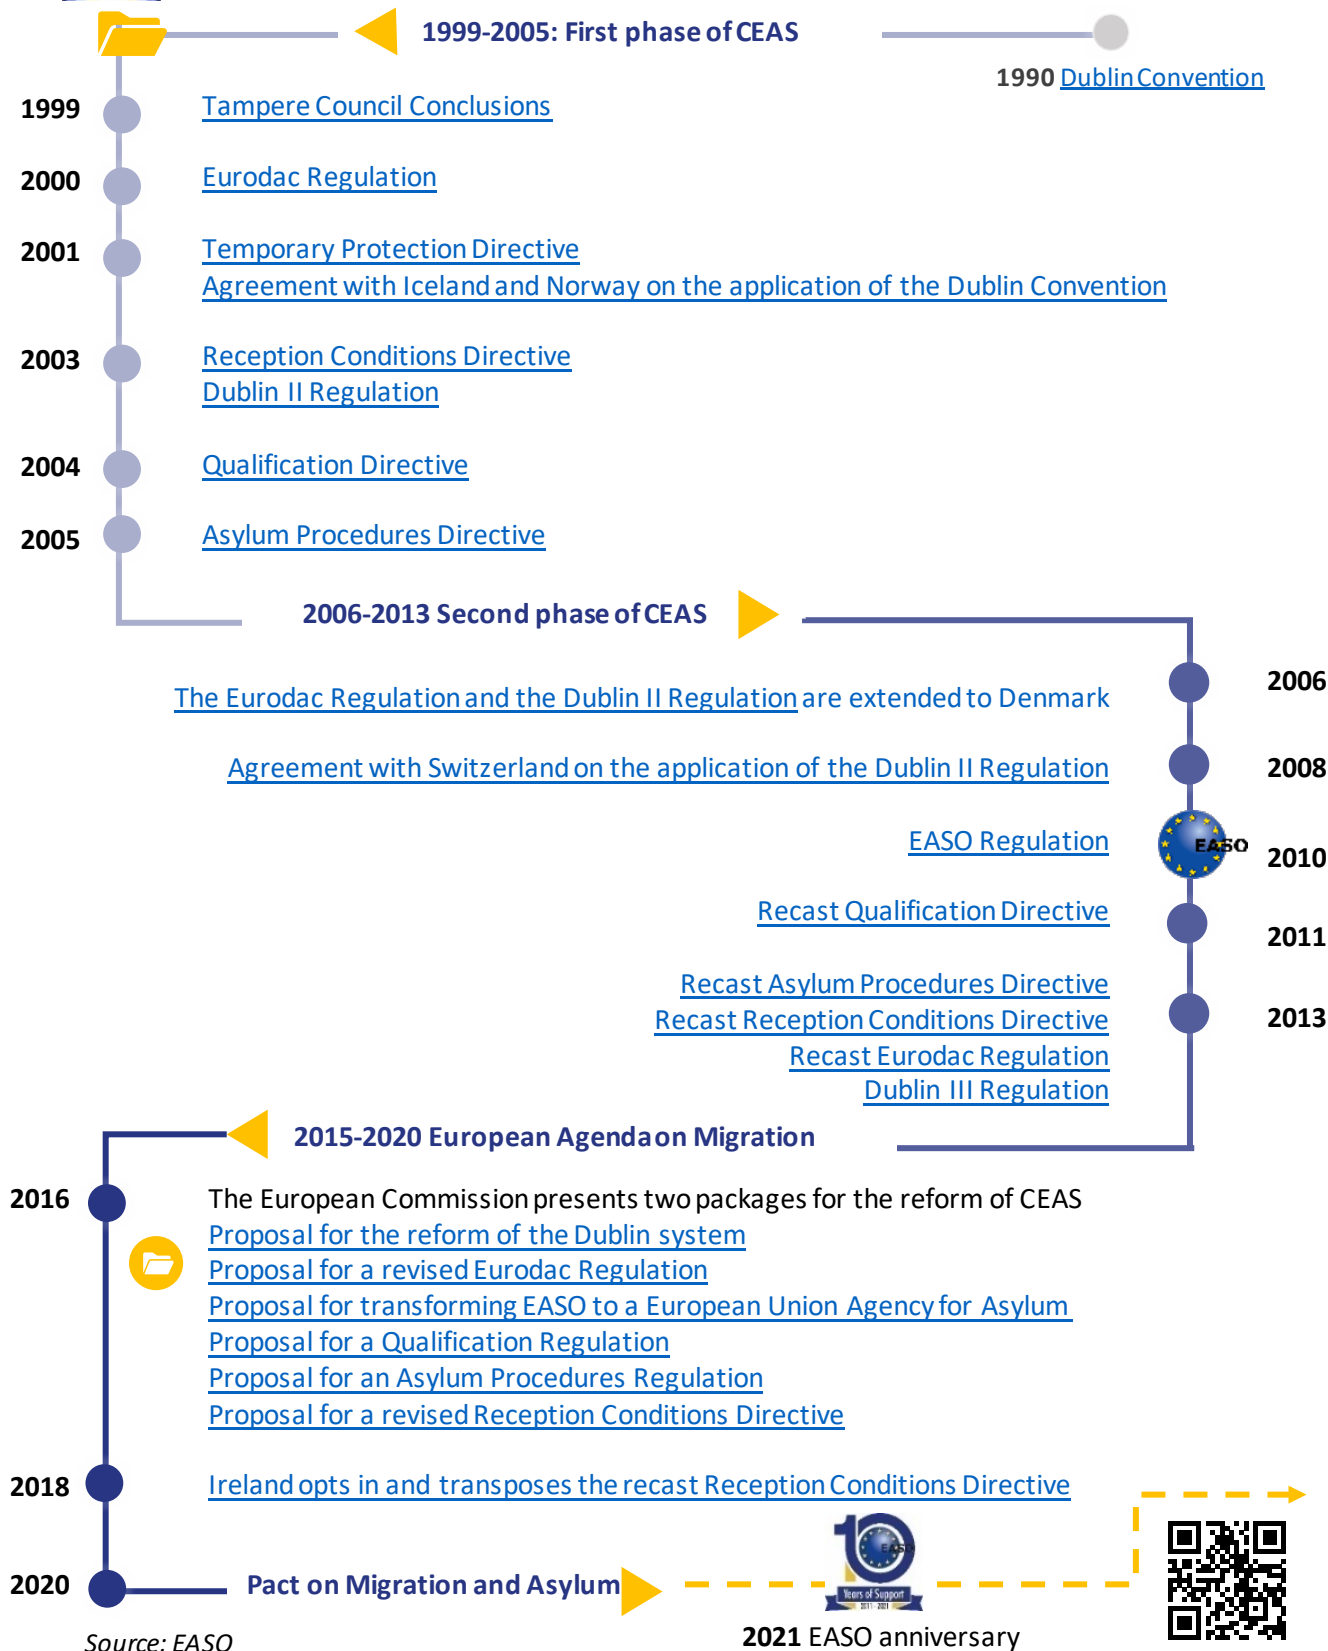 1999-2005: First phase of CEAS
1990 Dublin Convention
1999 Tampere Council Conclusions
2000 Eurodac Regulation
2001 Temporary Protection Directive
Agreement with Iceland and Norway on the application of the Dublin Convention
2003 Reception Conditions Directive
Dublin II Regulation
2004 Qualification Directive
2005 Asylum Procedures Directive
2006-2013 Second phase of CEAS
The Eurodac Regulation and the Dublin II Regulation are extended to Denmark 2006
Agreement with Switzerland on the application of the Dublin II Regulation 2008
EASO Regulation EASO 2010
Recast Qualification Directive 2011
Recast Asylum Procedures Directive
Recast Reception Conditions Directive 2013
Recast Eurodac Regulation
Dublin III Regulation
2015-2020 European Agenda on Migration
2016 The European Commission presents two packages for the reform of CEAS
Proposal for the reform of the Dublin system
Proposal for a revised Eurodac Regulation
Proposal for transforming EASO to a European Union Agency for Asylum
Proposal for a Qualification Regulation
Proposal for an Asylum Procedures Regulation
Proposal for a revised Reception Conditions Directive
2018 Ireland opts in and transposes the recast Reception Conditions Directive
10 EASO
2020 Pact on Migration and Asylum
Years of Support
2011 - 2021
2021 EASO anniversary
Source: EASO